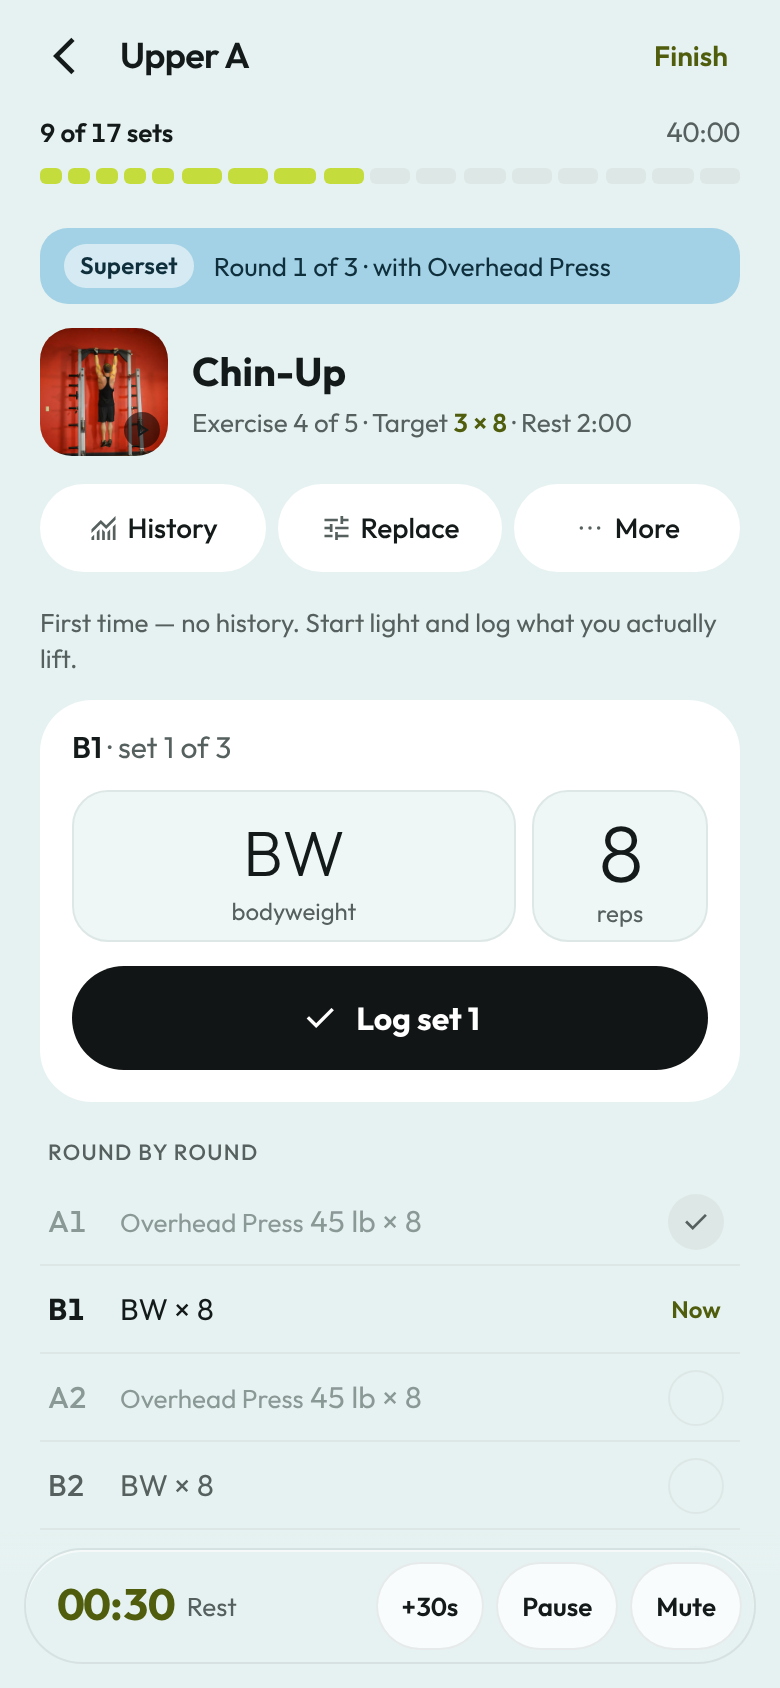 Upper A
Finish
9 of 17 sets
40:00
Superset
Round 1 of 3 · with Overhead Press
Chin-Up
Exercise 4 of 5 · Target 3 × 8 · Rest 2:00
History
Replace
More
First time — no history. Start light and log what you actually
lift.
B1 · set 1 of 3
BW
bodyweight
8
reps
Log set 1
ROUND BY ROUND
A1 Overhead Press 45 lb × 8
B1 BW × 8 Now
A2 Overhead Press 45 lb × 8
B2 BW × 8
00:30 Rest
+30s
Pause
Mute